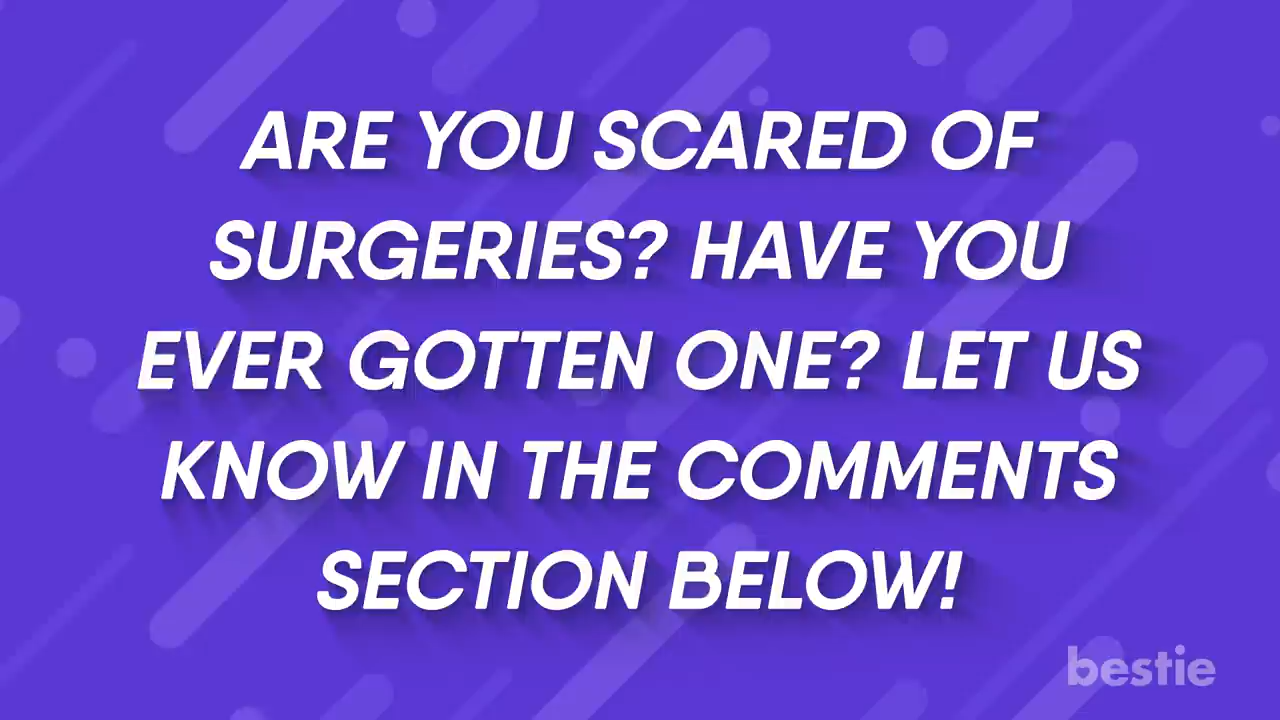 ARE YOU SCARED OF
SURGERIES? HAVE YOU
EVER GOTTEN ONE? LET US
KNOW IN THE COMMENTS
SECTION BELOW!
bestie